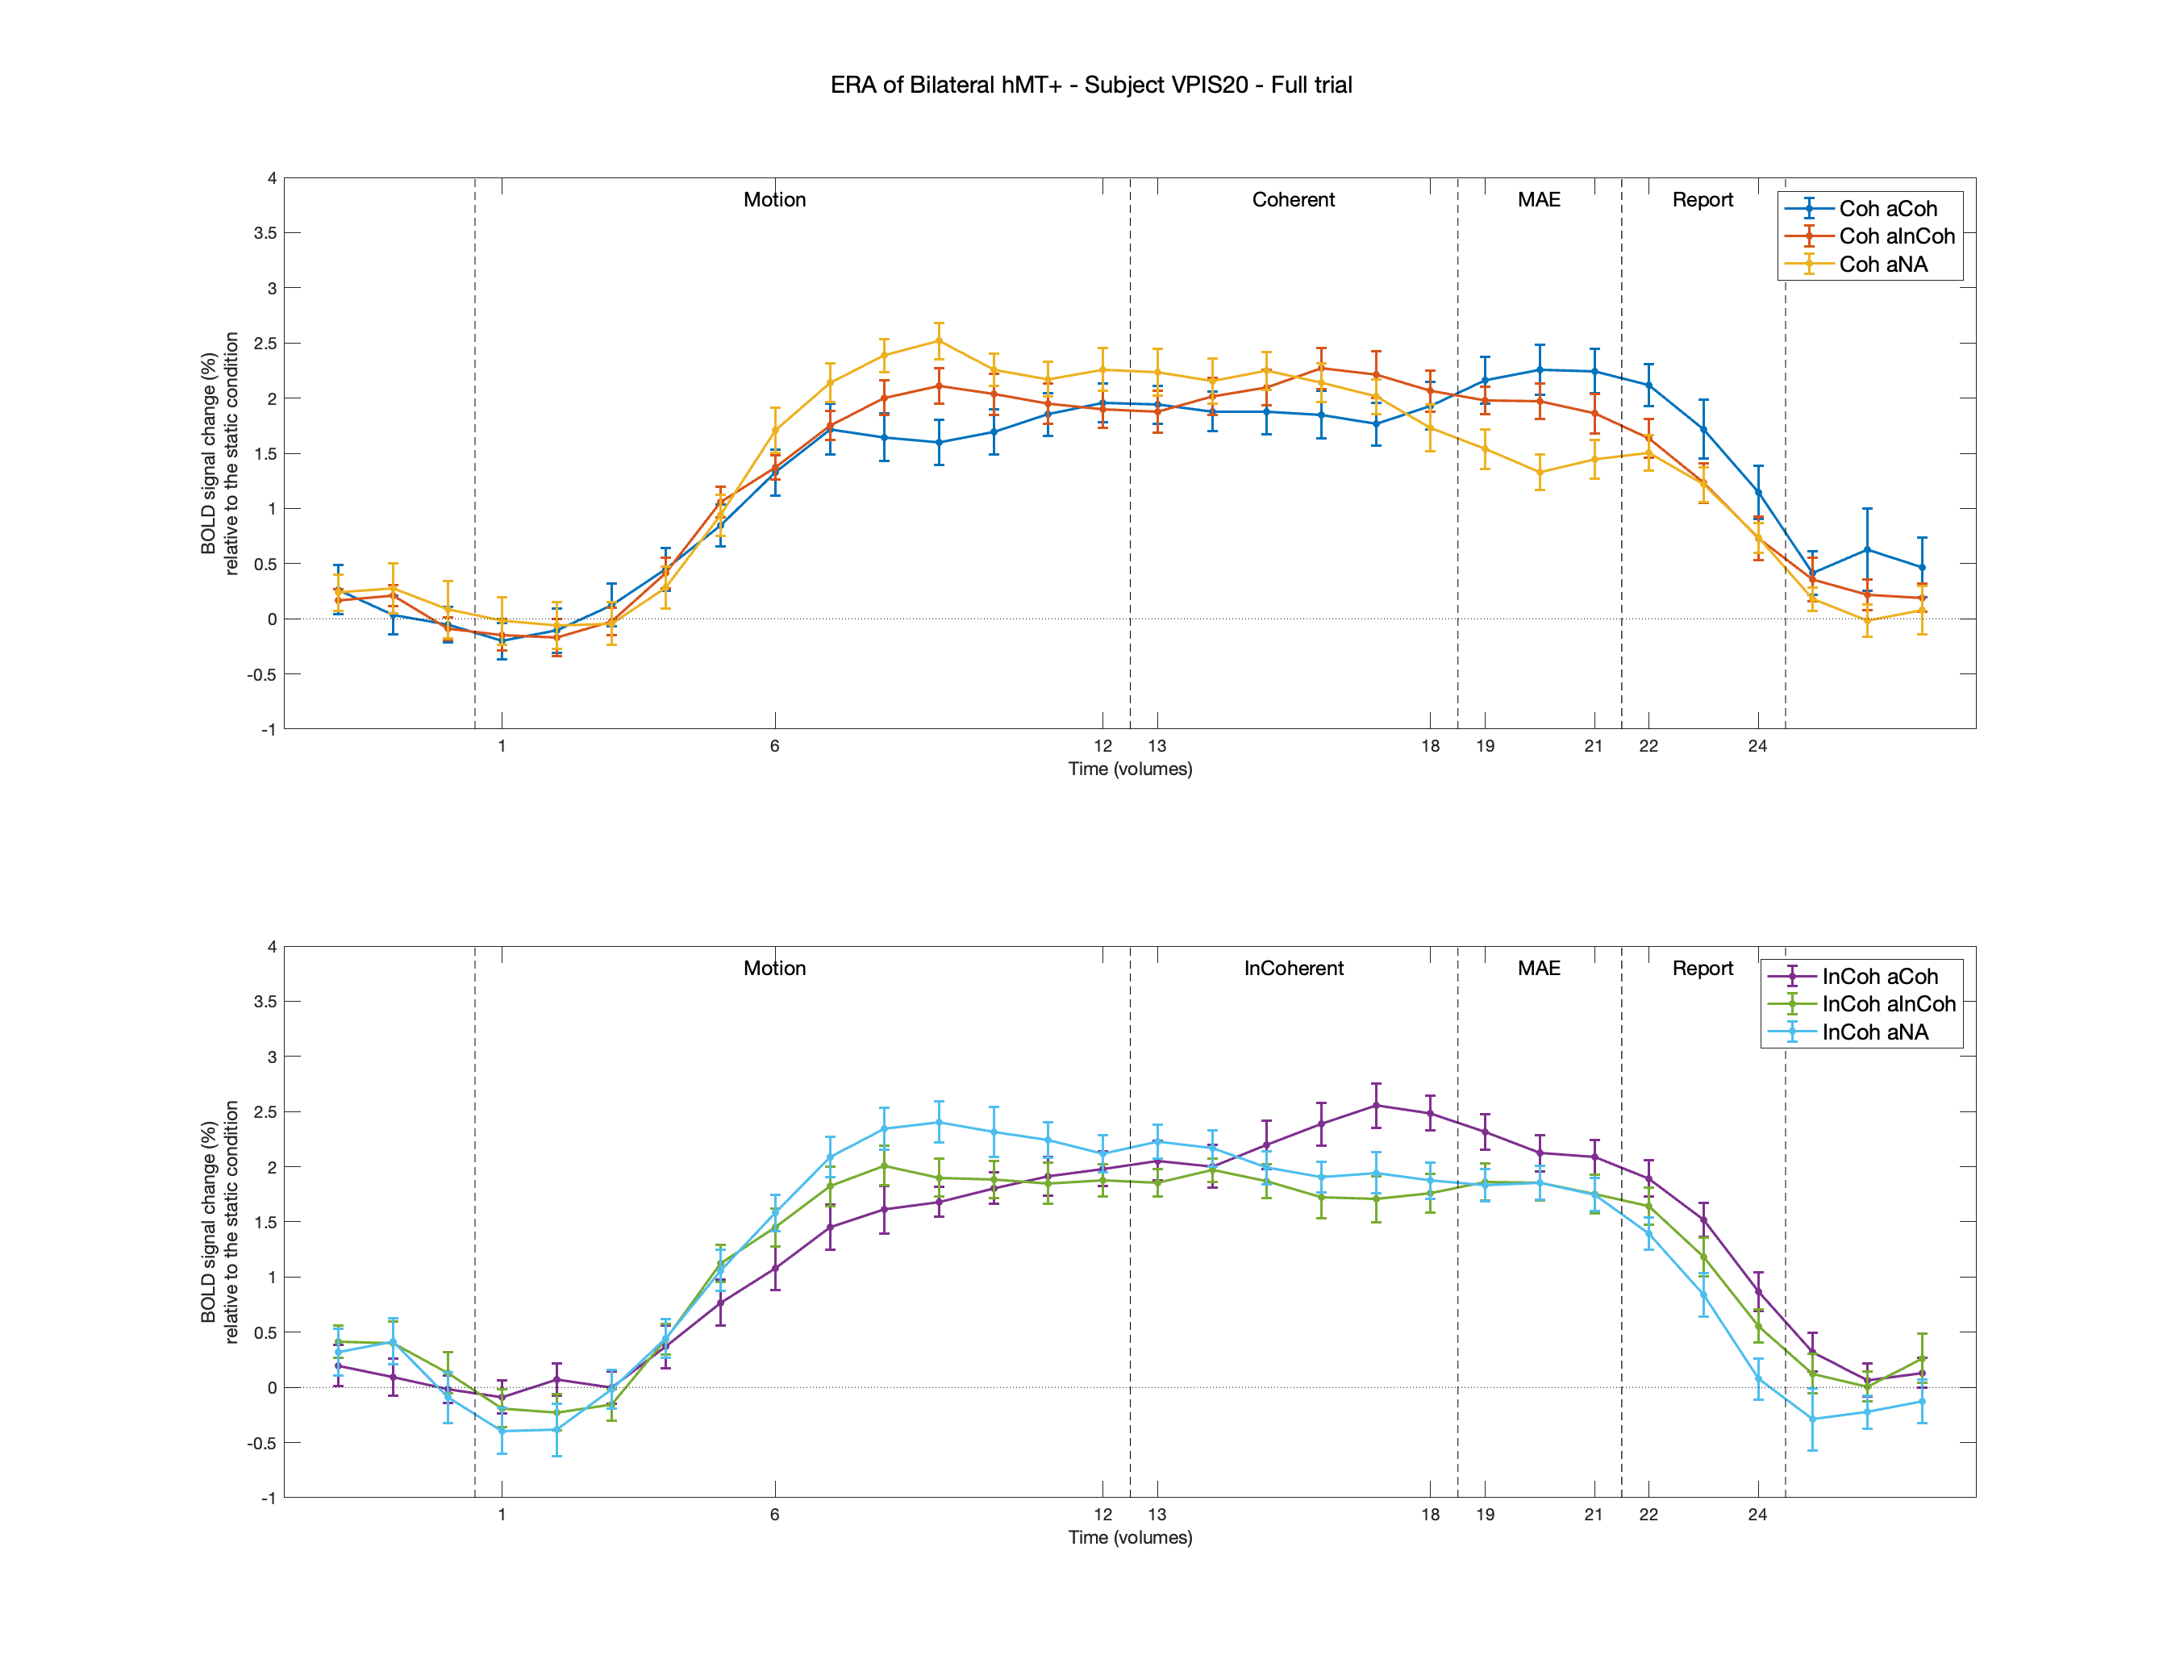 ERA of Bilateral hMT+ - Subject VPIS20 - Full trial
Motion
Coherent
MAE
Report
Coh aCoh
Coh aInCoh
Coh aNA
4
3.5
3
2.5
2
1.5
1
0.5
0
-0.5
-1
BOLD signal change (%)
relative to the static condition
1
6
12
13
18
19
21
22
24
Time (volumes)
Motion
InCoherent
MAE
Report
InCoh aCoh
InCoh aInCoh
InCoh aNA
4
3.5
3
2.5
2
1.5
1
0.5
0
-0.5
-1
BOLD signal change (%)
relative to the static condition
1
6
12
13
18
19
21
22
24
Time (volumes)